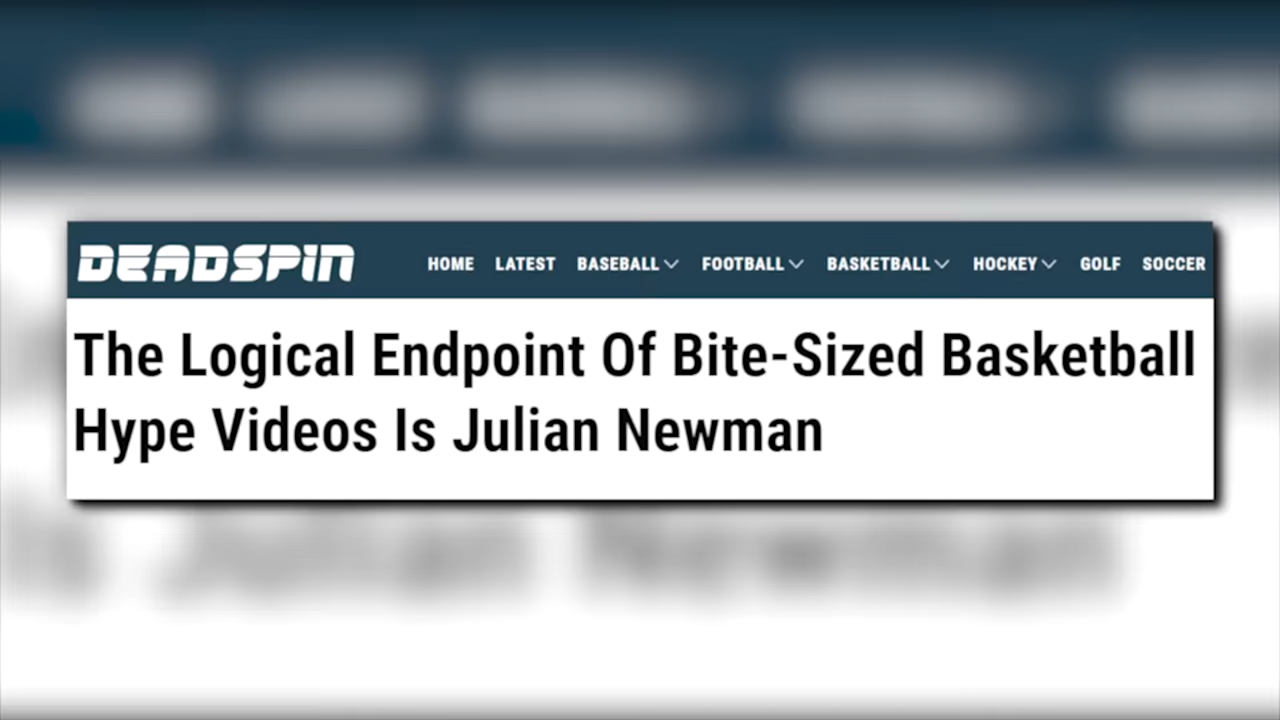 DEADSPIN HOME LATEST BASEBALL FOOTBALL BASKETBALL HOCKEY GOLF SOCCER
The Logical Endpoint Of Bite-Sized Basketball
Hype Videos Is Julian Newman